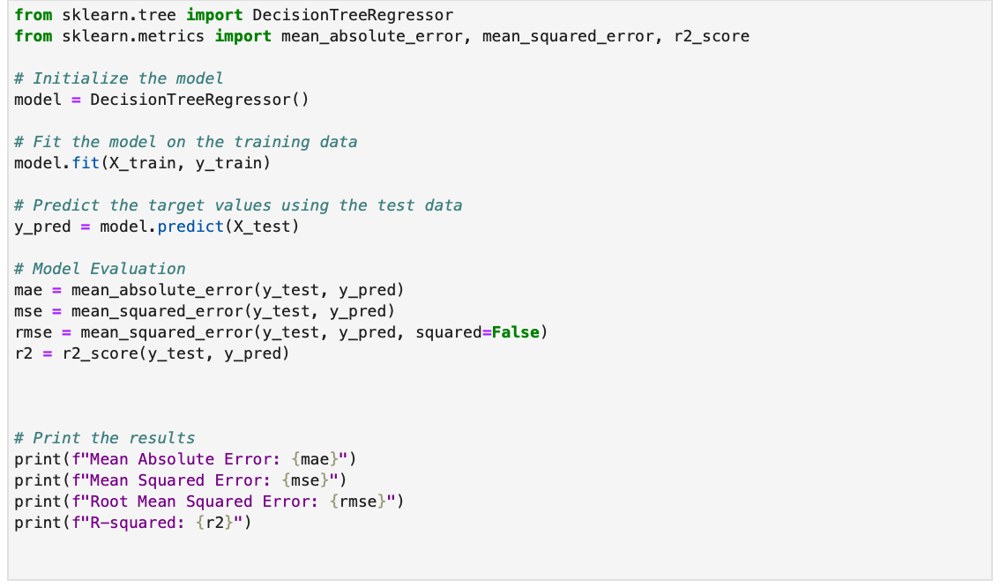 from sklearn.tree import DecisionTreeRegressor
from sklearn.metrics import mean_absolute_error, mean_squared_error, r2_score
# Initialize the model
model = DecisionTreeRegressor()
# Fit the model on the training data
model.fit(X_train, y_train)
# Predict the target values using the test data
y_pred = model.predict(X_test)
# Model Evaluation
mae = mean_absolute_error(y_test, y_pred)
mse = mean_squared_error(y_test, y_pred)
rmse = mean_squared_error(y_test, y_pred, squared=False)
r2 = r2_score(y_test, y_pred)
# Print the results
print(f"Mean Absolute Error: {mae}")
print(f"Mean Squared Error: {mse}")
print(f"Root Mean Squared Error: {rmse}")
print(f"R-squared: {r2}")